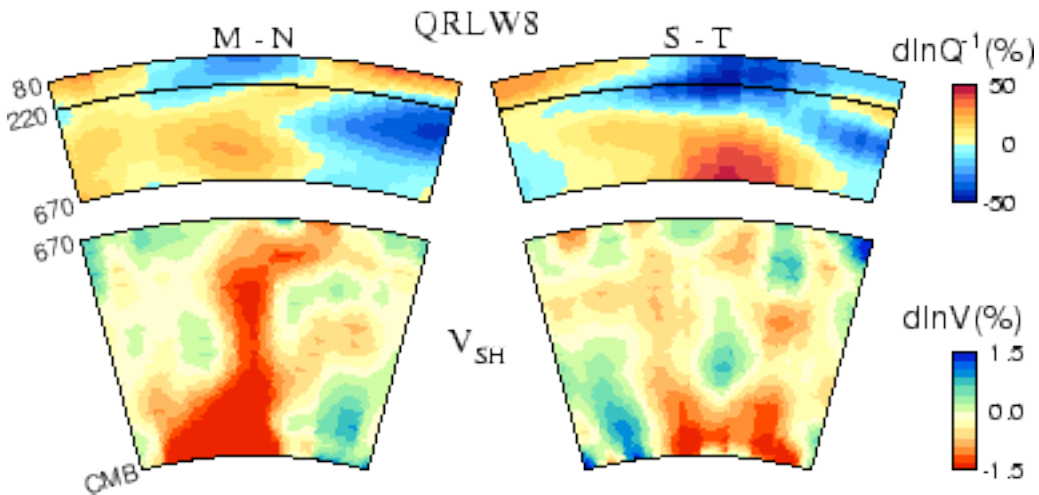 QRLW8
M - N
S - T
dlnQ⁻¹(%)
80
220
670
50
0
-50
670
CMB
V_SH
dlnV(%)
1.5
0.0
-1.5